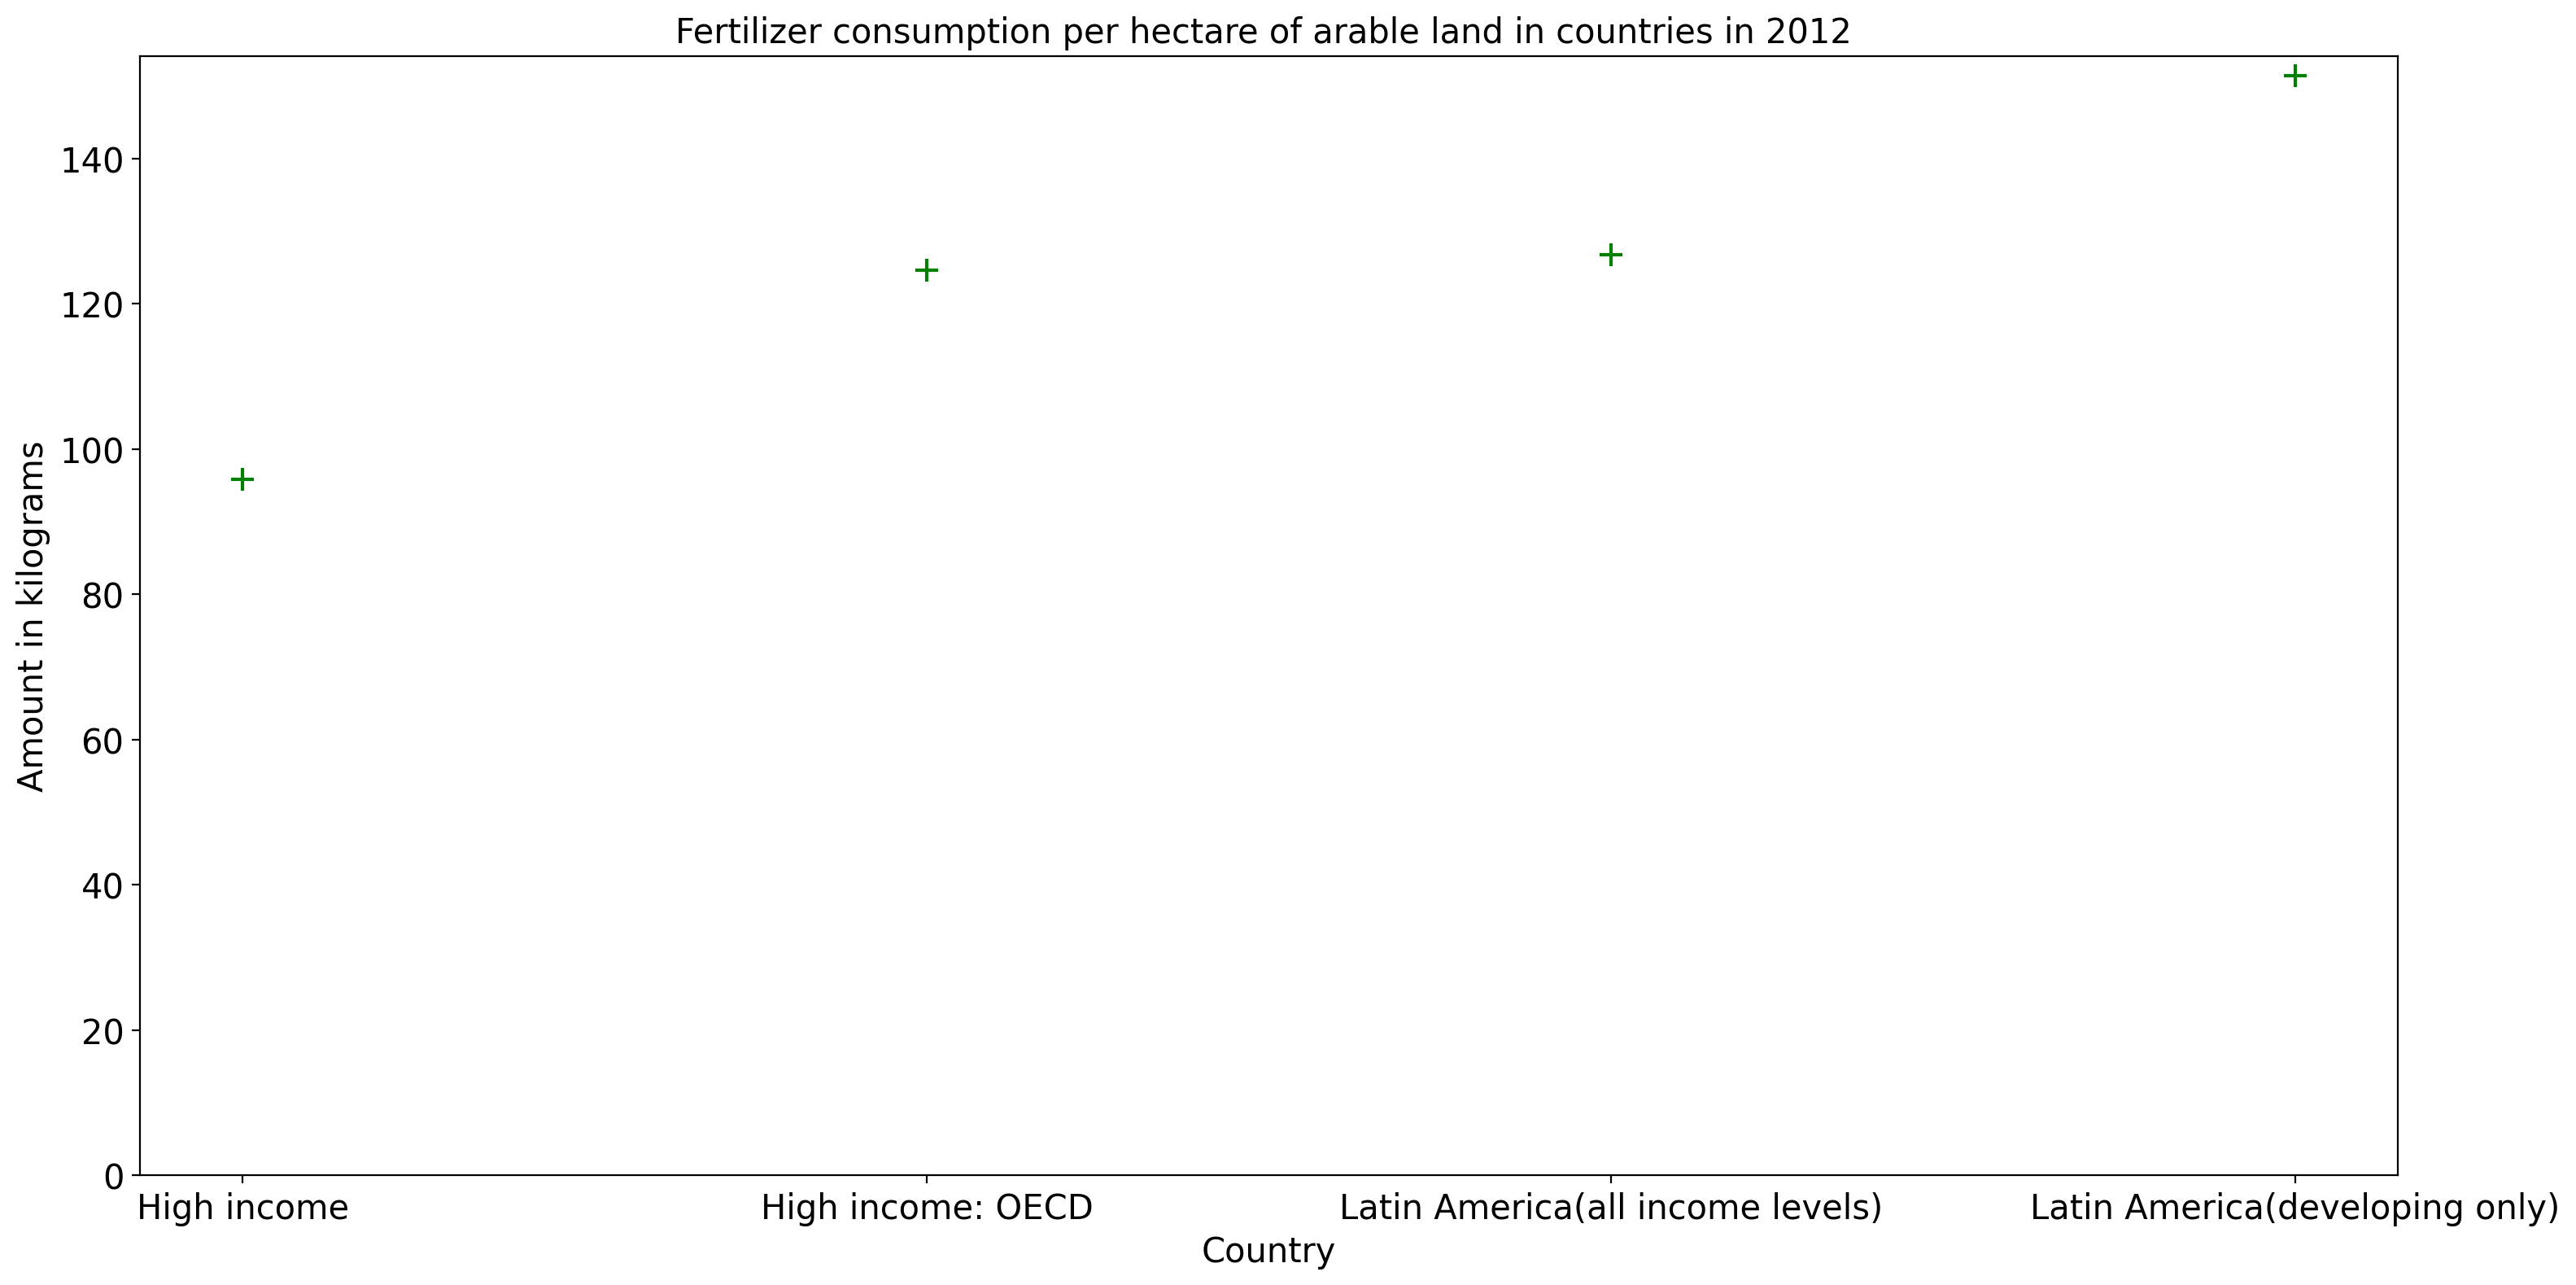 Fertilizer consumption per hectare of arable land in countries in 2012
Amount in kilograms
140
120
100
80
60
40
20
0
High income
High income: OECD
Latin America(all income levels)
Latin America(developing only)
Country